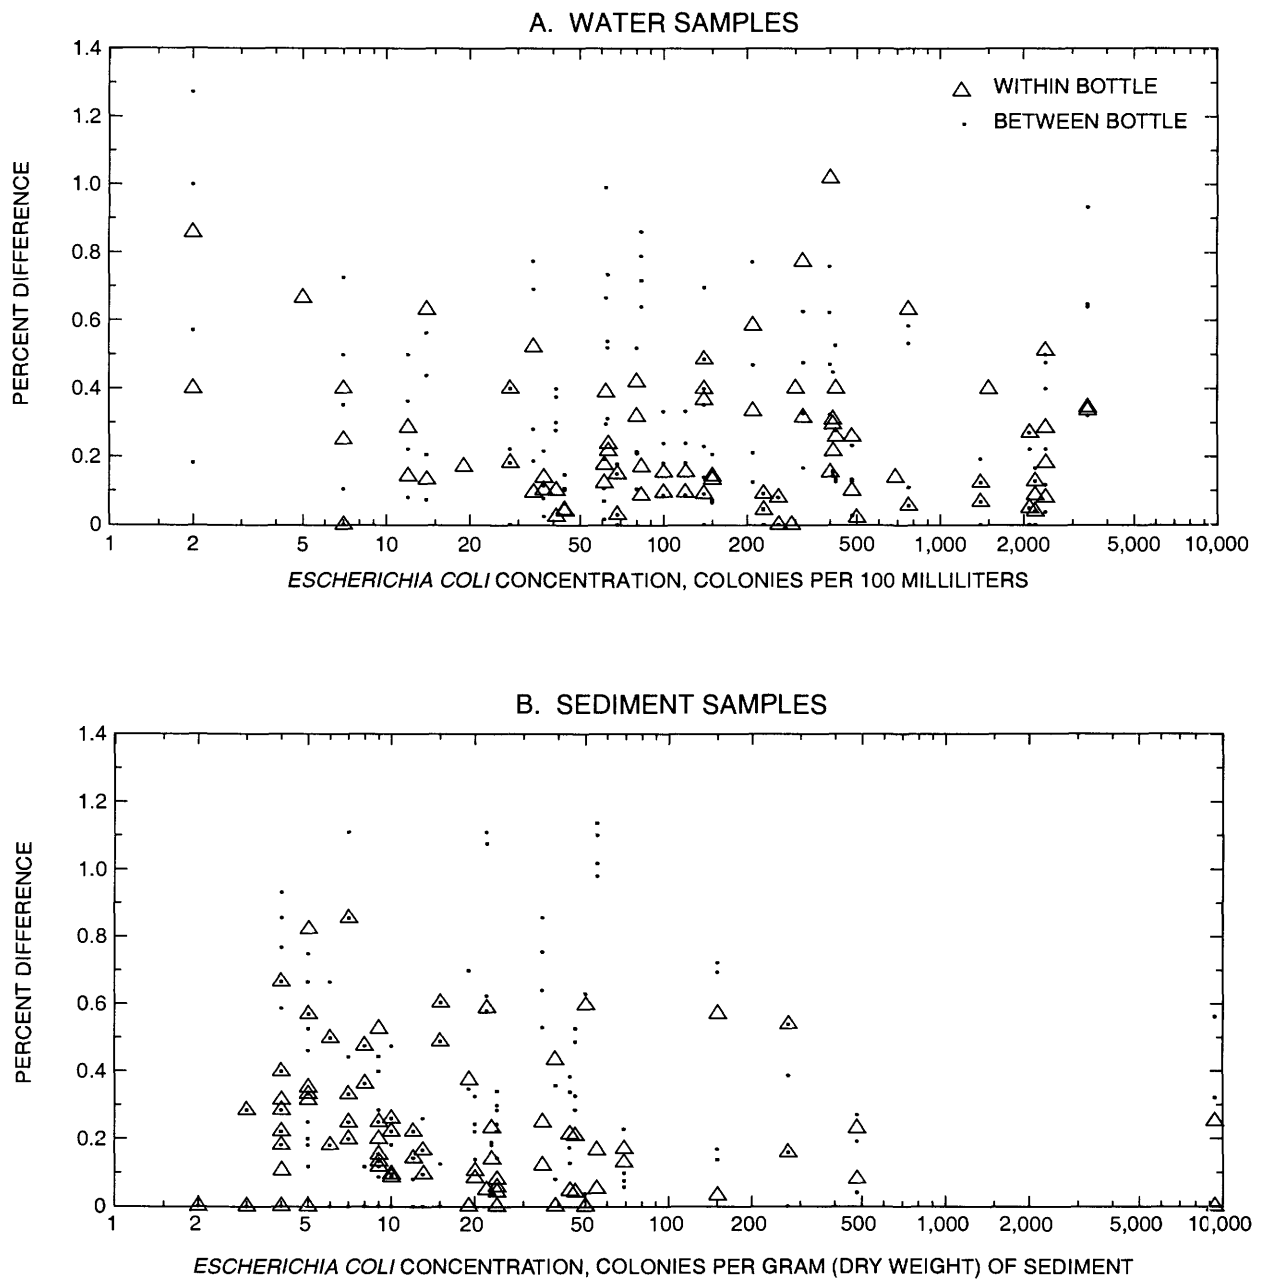 A. WATER SAMPLES
1.4
1.2
1.0
0.8
0.6
0.4
0.2
0
PERCENT DIFFERENCE
WITHIN BOTTLE
BETWEEN BOTTLE
1 2 5 10 20 50 100 200 500 1,000 2,000 5,000 10,000
ESCHERICHIA COLI CONCENTRATION, COLONIES PER 100 MILLILITERS
B. SEDIMENT SAMPLES
1.4
1.2
1.0
0.8
0.6
0.4
0.2
0
PERCENT DIFFERENCE
1 2 5 10 20 50 100 200 500 1,000 2,000 5,000 10,000
ESCHERICHIA COLI CONCENTRATION, COLONIES PER GRAM (DRY WEIGHT) OF SEDIMENT